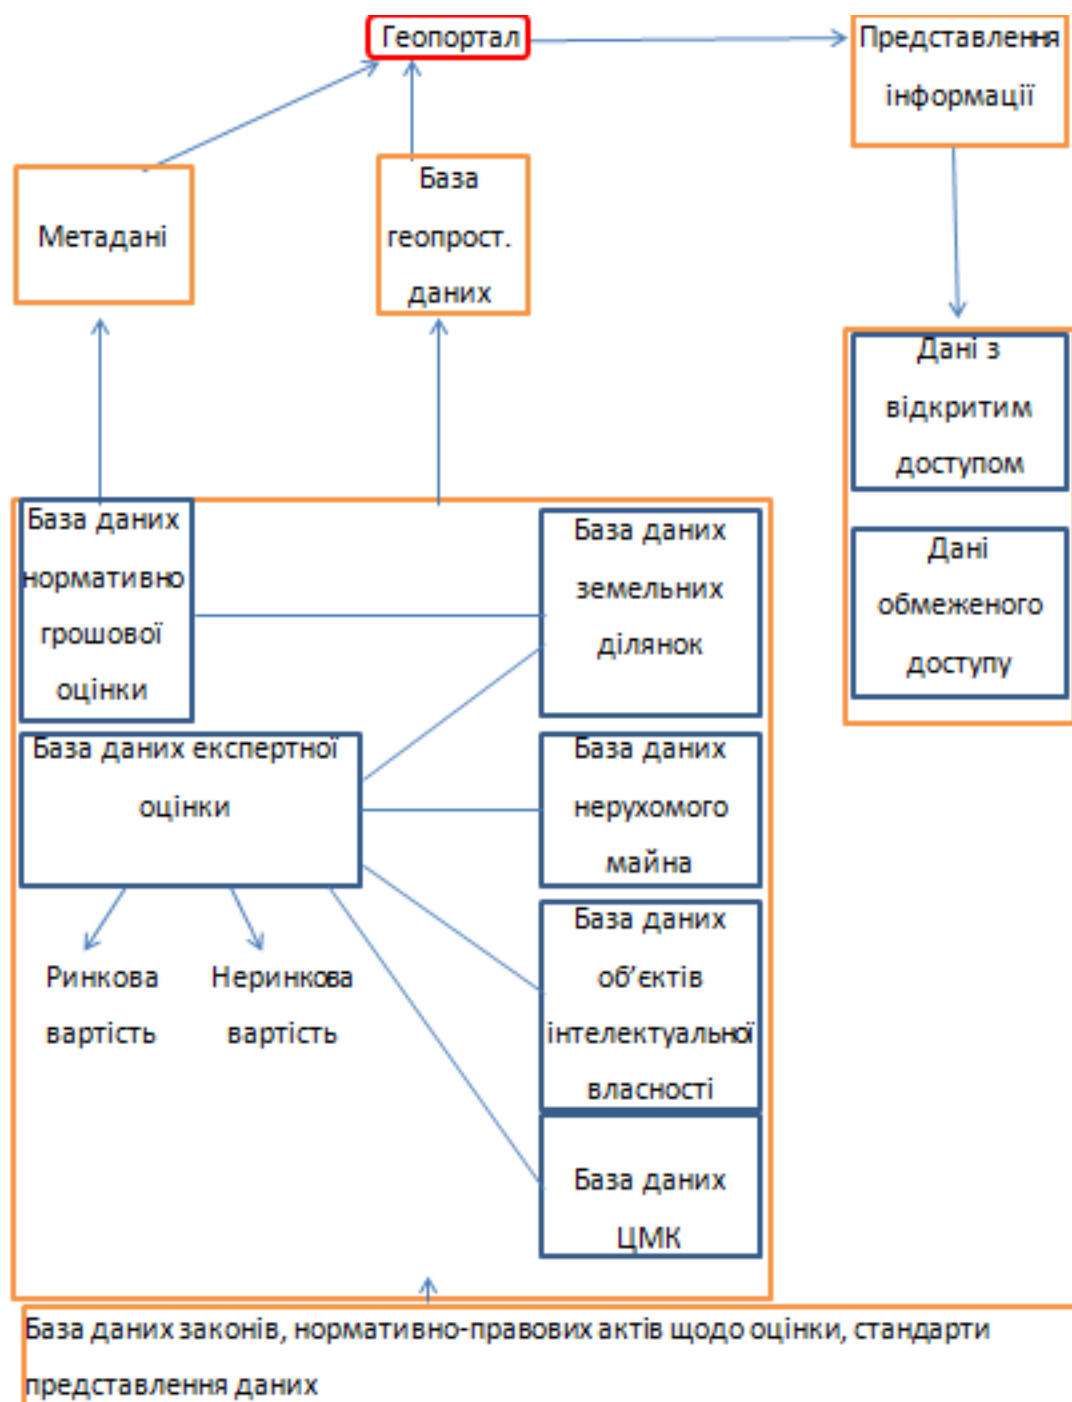 Геопортал
Представлення
інформації
Метадані
База
геопрост.
даних
Дані з
відкритим
доступом
Дані
обмеженого
доступу
База даних
нормативно
грошової
оцінки
База даних
земельних
ділянок
База даних експертної
оцінки
База даних
нерухомого
майна
Ринкова
вартість
Неринкова
вартість
База даних
об’єктів
інтелектуальної
власності
База даних
ЦМК
База даних законів, нормативно-правових актів щодо оцінки, стандарти
представлення даних